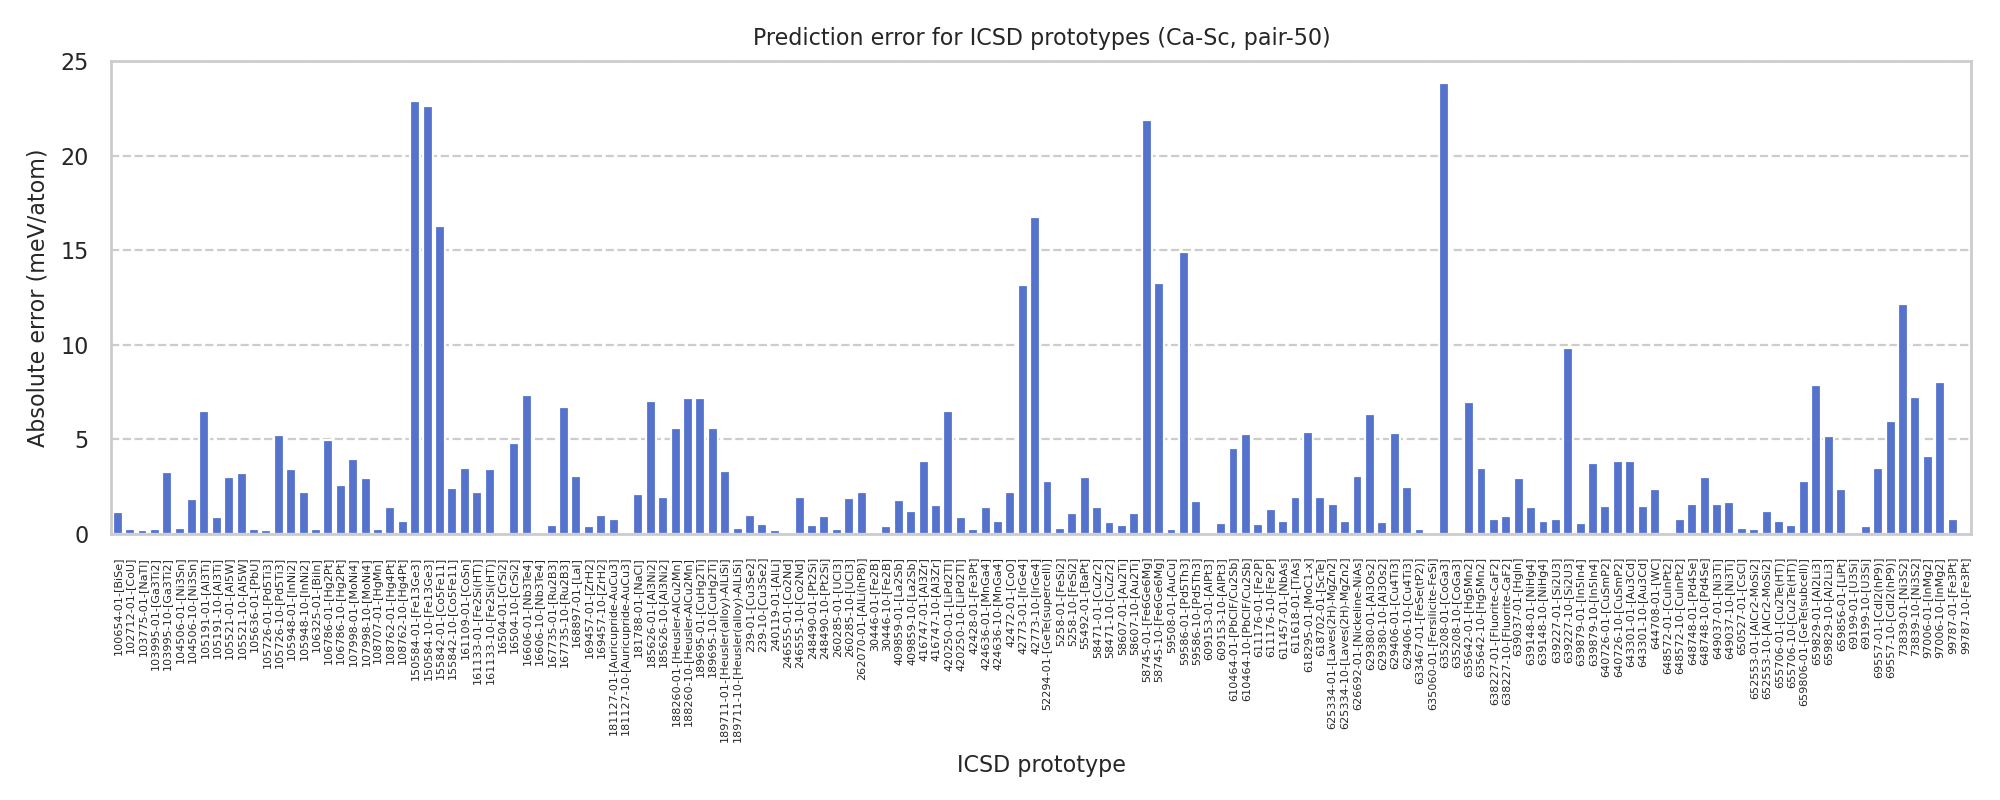 Prediction error for ICSD prototypes (Ca-Sc, pair-50)
Absolute error (meV/atom)
25
20
15
10
5
0
100654-01-[BiSe]
102712-01-[CoU]
103775-01-[NaTl]
103995-01-[Ga3Ti2]
103995-10-[Ga3Ti2]
104506-01-[Ni3Sn]
104506-10-[Ni3Sn]
105191-01-[Al3Ti]
105191-10-[Al3Ti]
105521-01-[Al5W]
105521-10-[Al5W]
105636-01-[PbU]
105726-01-[Pd5Ti3]
105726-10-[Pd5Ti3]
105948-01-[InNi2]
105948-10-[InNi2]
106325-01-[BiIn]
106786-01-[Hg2Pt]
106786-10-[Hg2Pt]
107998-01-[MoNi4]
107998-10-[MoNi4]
108707-01-[HgMn]
108762-01-[Hg4Pt]
108762-10-[Hg4Pt]
150584-01-[Fe13Ge3]
150584-10-[Fe13Ge3]
155842-01-[Co5Fe11]
155842-10-[Co5Fe11]
161109-01-[CoSn]
161133-01-[Fe2Si(HT)]
161133-10-[Fe2Si(HT)]
16504-01-[CrSi2]
16504-10-[CrSi2]
16606-01-[Nb3Te4]
16606-10-[Nb3Te4]
167735-01-[Ru2B3]
167735-10-[Ru2B3]
168897-01-[LaI]
169457-01-[ZrH2]
169457-10-[ZrH2]
181127-01-[Auricupride-AuCu3]
181127-10-[Auricupride-AuCu3]
181788-01-[NaCl]
185626-01-[Al3Ni2]
185626-10-[Al3Ni2]
188260-01-[Heusler-AlCu2Mn]
188260-10-[Heusler-AlCu2Mn]
189695-01-[CuHg2Ti]
189695-10-[CuHg2Ti]
189711-01-[Heusler(alloy)-AlLiSi]
189711-10-[Heusler(alloy)-AlLiSi]
239-01-[Cu3Se2]
239-10-[Cu3Se2]
240119-01-[AlLi]
246555-01-[Co2Nd]
246555-10-[Co2Nd]
248490-01-[Pt2Si]
248490-10-[Pt2Si]
260285-01-[UCl3]
260285-10-[UCl3]
262070-01-[AlLi(hP8)]
30446-01-[Fe2B]
30446-10-[Fe2B]
409859-01-[La2Sb]
409859-10-[La2Sb]
416747-01-[Al3Zr]
416747-10-[Al3Zr]
420250-01-[LiPd2Tl]
420250-10-[LiPd2Tl]
42428-01-[Fe3Pt]
424636-01-[MnGa4]
424636-10-[MnGa4]
42472-01-[CoO]
42773-01-[IrGe4]
42773-10-[IrGe4]
52294-01-[GeTe(supercell)]
5258-01-[FeSi2]
5258-10-[FeSi2]
55492-01-[BaPt]
58471-01-[CuZr2]
58471-10-[CuZr2]
58607-01-[Au2Ti]
58607-10-[Au2Ti]
58745-01-[Fe6Ge6Mg]
58745-10-[Fe6Ge6Mg]
59508-01-[AuCu]
59586-01-[Pd5Th3]
59586-10-[Pd5Th3]
609153-01-[AlPt3]
609153-10-[AlPt3]
610464-01-[PbClF/Cu2Sb]
610464-10-[PbClF/Cu2Sb]
611176-01-[Fe2P]
611176-10-[Fe2P]
611457-01-[NbAs]
611618-01-[TiAs]
618295-01-[MoC1-x]
618702-01-[ScTe]
625334-01-[Laves(2H)-MgZn2]
625334-10-[Laves(2H)-MgZn2]
626692-01-[Nickeline-NiAs]
629380-01-[Al3Os2]
629380-10-[Al3Os2]
629406-01-[Cu4Ti3]
629406-10-[Cu4Ti3]
633467-01-[FeSe(tP2)]
635060-01-[Fersilicite-FeSi]
635208-01-[CoGa3]
635208-10-[CoGa3]
635642-01-[Hg5Mn2]
635642-10-[Hg5Mn2]
638227-01-[Fluorite-CaF2]
638227-10-[Fluorite-CaF2]
639037-01-[HgIn]
639148-01-[NiHg4]
639148-10-[NiHg4]
639227-01-[Si2U3]
639227-10-[Si2U3]
639879-01-[In5In4]
639879-10-[In5In4]
640726-01-[CuSmP2]
640726-10-[CuSmP2]
643301-01-[Au3Cd]
643301-10-[Au3Cd]
644708-01-[WC]
648572-01-[CuInPt2]
648572-10-[CuInPt2]
648748-01-[Pd4Se]
648748-10-[Pd4Se]
649037-01-[Ni3Ti]
649037-10-[Ni3Ti]
650527-01-[CsCl]
652553-01-[AlCr2-MoSi2]
652553-10-[AlCr2-MoSi2]
655706-01-[Cu2Te(HT)]
655706-10-[Cu2Te(HT)]
659806-01-[GeTe(subcell)]
659829-01-[Al2Li3]
659829-10-[Al2Li3]
659856-01-[LiPt]
69199-01-[U3Si]
69199-10-[U3Si]
69557-01-[CdI2(hP9)]
69557-10-[CdI2(hP9)]
73839-01-[Ni3S2]
73839-10-[Ni3S2]
97006-01-[InMg2]
97006-10-[InMg2]
99787-01-[Fe3Pt]
99787-10-[Fe3Pt]
ICSD prototype